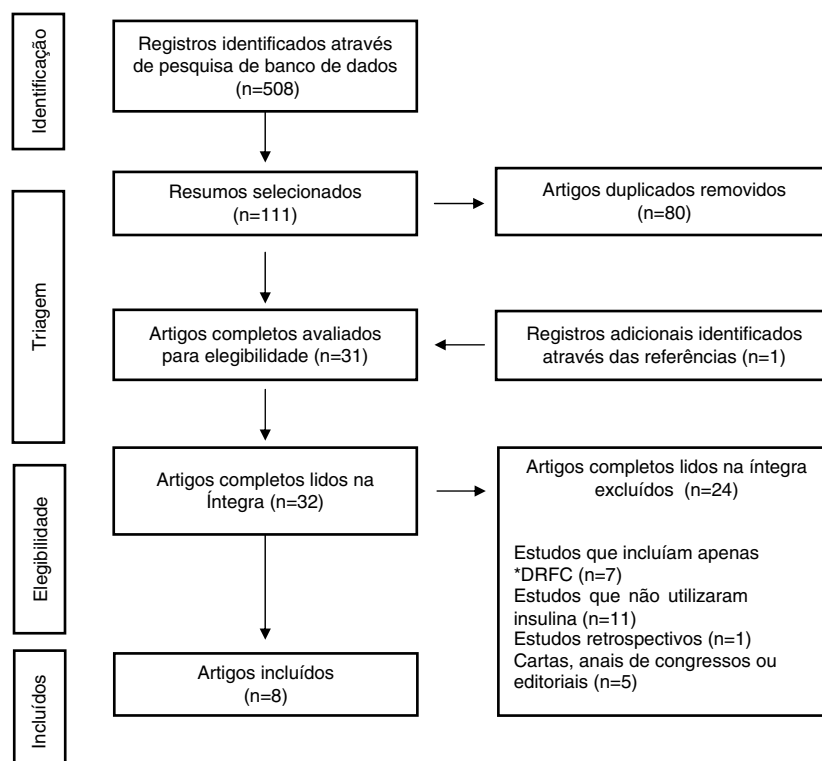 Identificação
Registros identificados através
de pesquisa de banco de dados
(n=508)
Triagem
Resumos selecionados
(n=111)
Artigos duplicados removidos
(n=80)
Artigos completos avaliados
para elegibilidade (n=31)
Registros adicionais identificados
através das referências (n=1)
Elegibilidade
Artigos completos lidos na
Íntegra (n=32)
Artigos completos lidos na íntegra
excluídos (n=24)
Estudos que incluíam apenas
*DRFC (n=7)
Estudos que não utilizaram
insulina (n=11)
Estudos retrospectivos (n=1)
Cartas, anais de congressos ou
editoriais (n=5)
Incluídos
Artigos incluídos
(n=8)